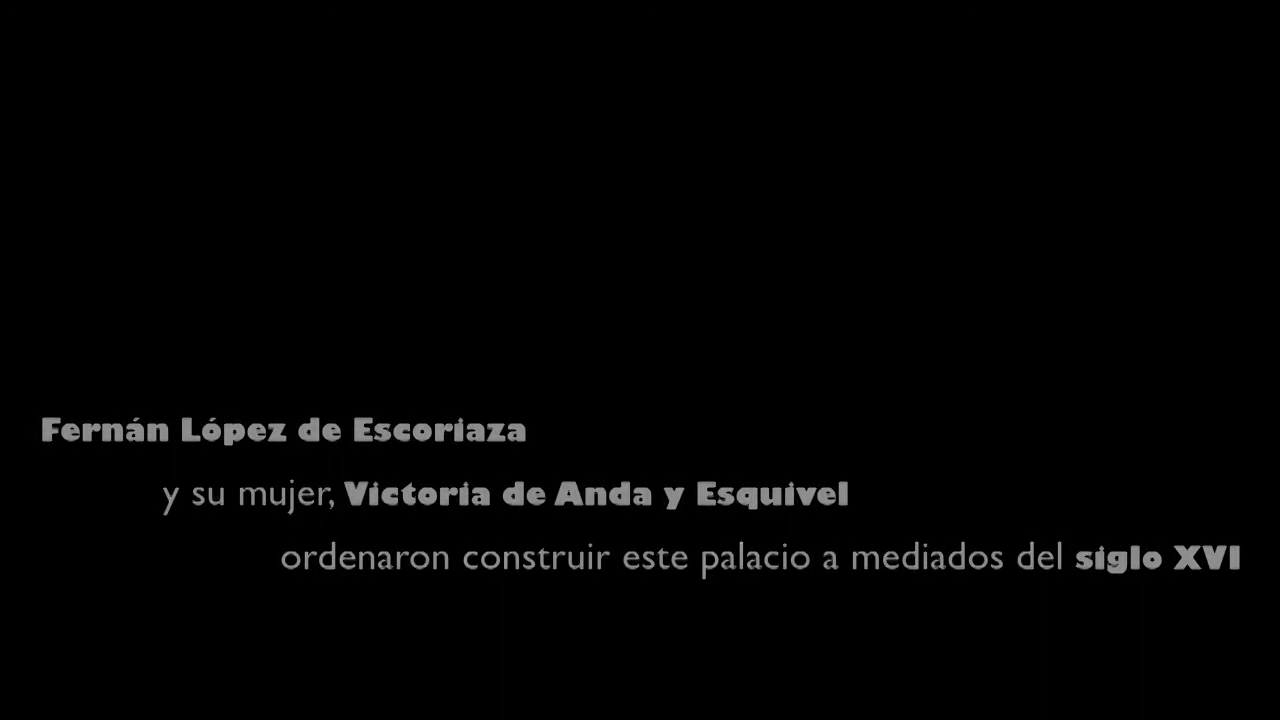 Fernán López de Escoriaza
y su mujer, Victoria de Anda y Esquivel
ordenaron construir este palacio a mediados del siglo XVI